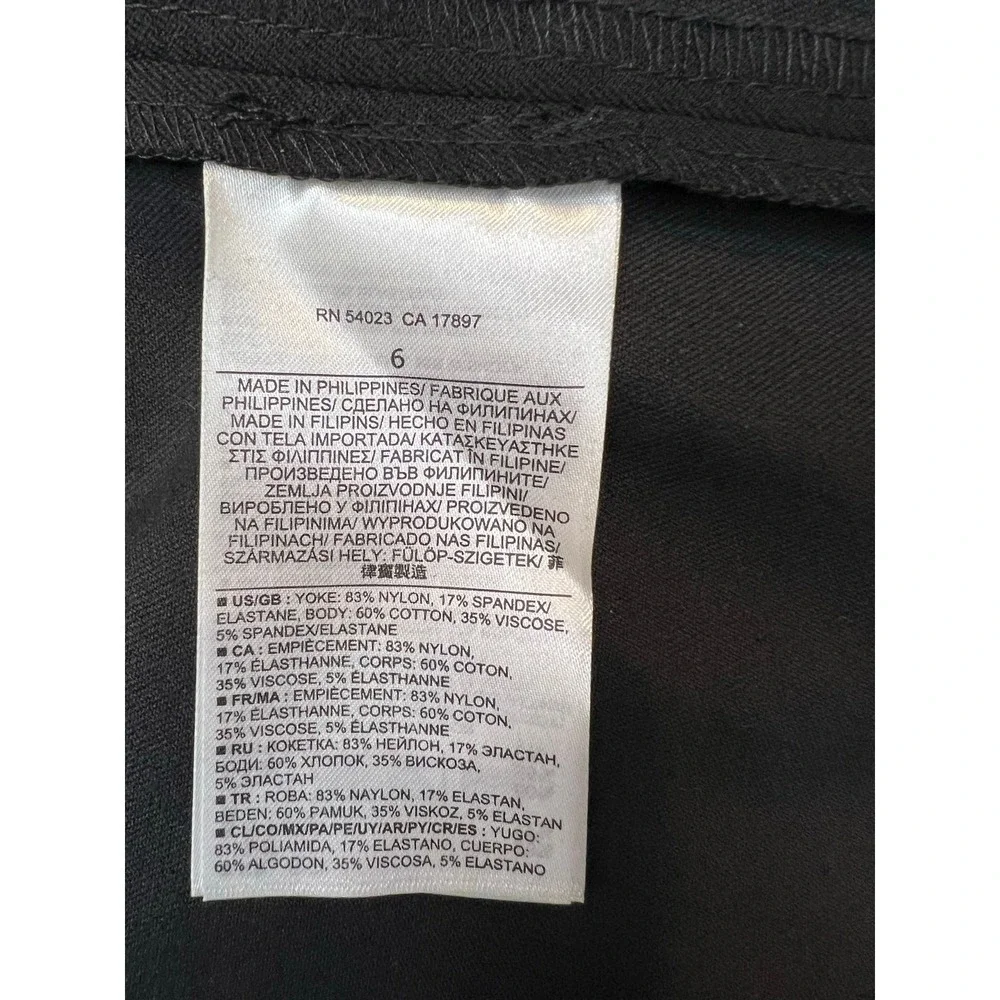 RN 54023 CA 17897
6
MADE IN PHILIPPINES/ FABRIQUE AUX
PHILIPPINES/ СДЕЛАНО НА ФИЛИПИНАХ/
MADE IN FILIPINS/ HECHO EN FILIPINAS
CON TELA IMPORTADA/ ΚΑΤΑΣΚΕΥΑΣΤΗΚΕ
ΣΤΙΣ ΦΙΛΙΠΠΙΝΕΣ/ FABRICAT ÎN FILIPINE/
ПРОИЗВЕДЕНО ВЪВ ФИЛИПИНИТЕ/
ZEMLJA PROIZVODNJE FILIPINI/
ВИРОБЛЕНО У ФІЛІПІНАХ/ PROIZVEDENO
NA FILIPINIMA/ WYPRODUKOWANO NA
FILIPINACH/ FABRICADO NAS FILIPINAS/
SZÁRMAZÁSI HELY: FÜLÖP-SZIGETEK/ 菲
律賓製造
■ US/GB : YOKE: 83% NYLON, 17% SPANDEX/
ELASTANE, BODY: 60% COTTON, 35% VISCOSE,
5% SPANDEX/ELASTANE
■ CA : EMPIÈCEMENT: 83% NYLON,
17% ÉLASTHANNE, CORPS: 60% COTON,
35% VISCOSE, 5% ÉLASTHANNE
■ FR/MA : EMPIÈCEMENT: 83% NYLON,
17% ÉLASTHANNE, CORPS: 60% COTON,
35% VISCOSE, 5% ÉLASTHANNE
■ RU : КОКЕТКА: 83% НЕЙЛОН, 17% ЭЛАСТАН,
БОДИ: 60% ХЛОПОК, 35% ВИСКОЗА,
5% ЭЛАСТАН
■ TR : ROBA: 83% NAYLON, 17% ELASTAN,
BEDEN: 60% PAMUK, 35% VISKOZ, 5% ELASTAN
■ CL/CO/MX/PA/PE/UY/AR/PY/CR/ES : YUGO:
83% POLIAMIDA, 17% ELASTANO, CUERPO:
60% ALGODON, 35% VISCOSA, 5% ELASTANO